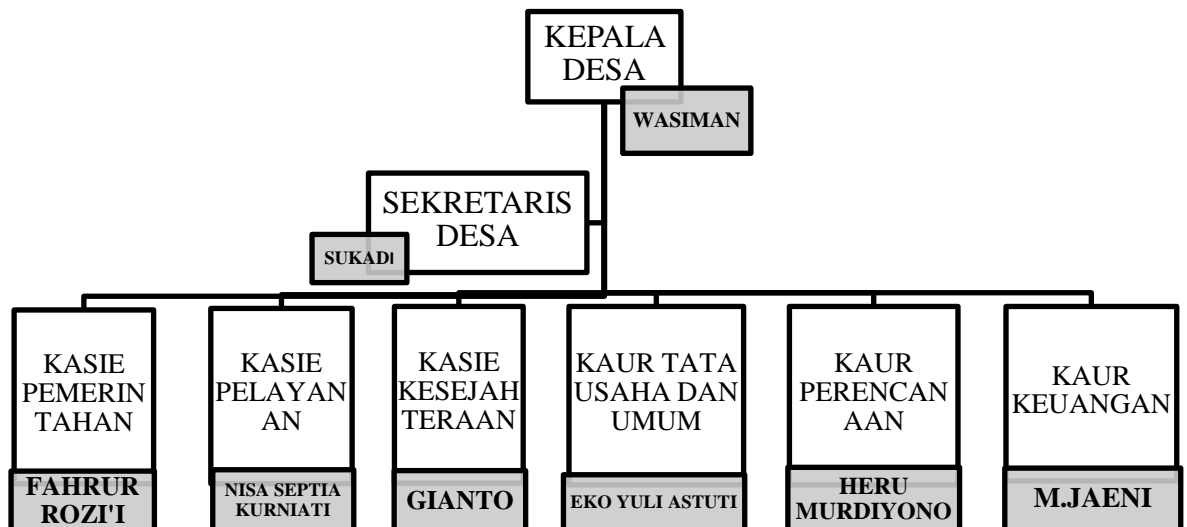 KEPALA
DESA
WASIMAN
SEKRETARIS
DESA
SUKADI
KASIE
PEMERIN
TAHAN
FAHRUR
ROZI'I
KASIE
PELAYAN
AN
NISA SEPTIA
KURNIATI
KASIE
KESEJAH
TERAAN
GIANTO
KAUR TATA
USAHA DAN
UMUM
EKO YULI ASTUTI
KAUR
PERENCAN
AAN
HERU
MURDIYONO
KAUR
KEUANGAN
M.JAENI